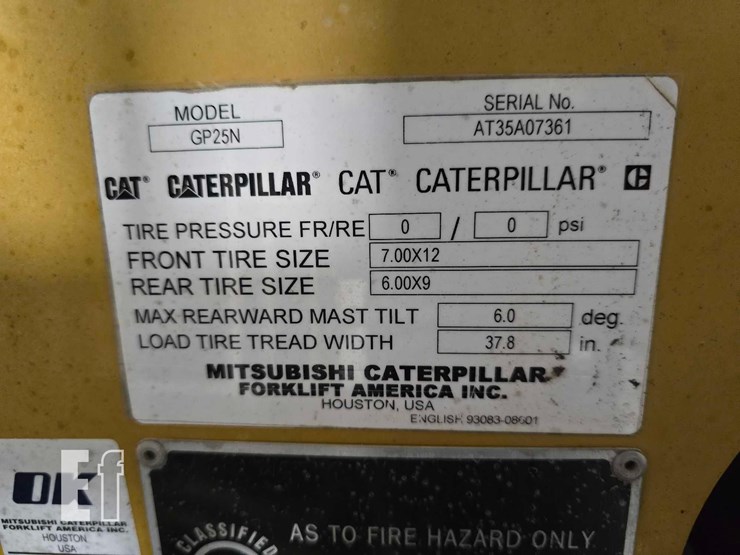 MODEL
GP25N
SERIAL No.
AT35A07361
CAT® CATERPILLAR® CAT® CATERPILLAR® C
TIRE PRESSURE FR/RE 0 / 0 psi
FRONT TIRE SIZE 7.00X12
REAR TIRE SIZE 6.00X9
MAX REARWARD MAST TILT 6.0 deg.
LOAD TIRE TREAD WIDTH 37.8 in.
MITSUBISHI CATERPILLAR
FORKLIFT AMERICA INC.
HOUSTON, USA
ENGLISH 93083-08601
Ef
OK
MITSUBISHI CATERPILLAR
FORKLIFT AMERICA INC.
HOUSTON
USA
CLASSIFIED
AS TO FIRE HAZARD ONLY